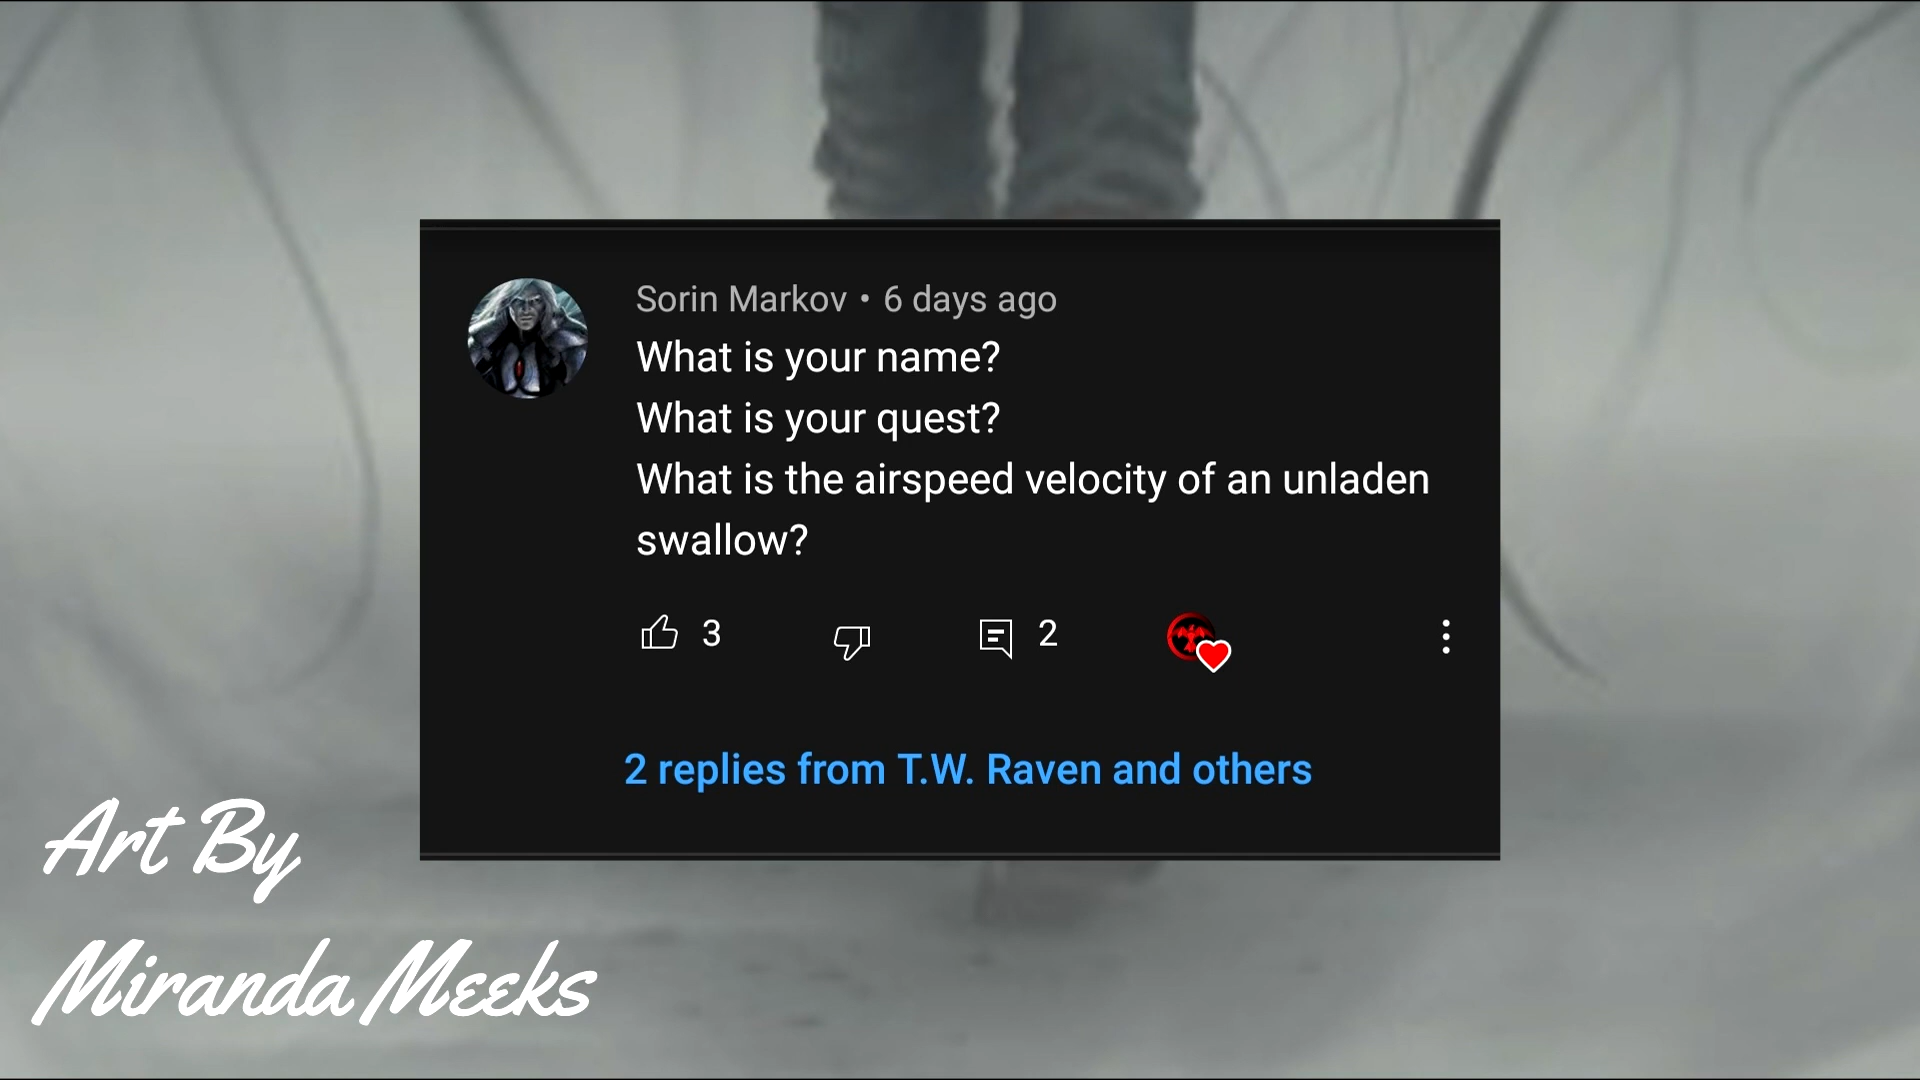 Sorin Markov • 6 days ago
What is your name?
What is your quest?
What is the airspeed velocity of an unladen
swallow?
3
2
2 replies from T.W. Raven and others
Art By
Miranda Meeks